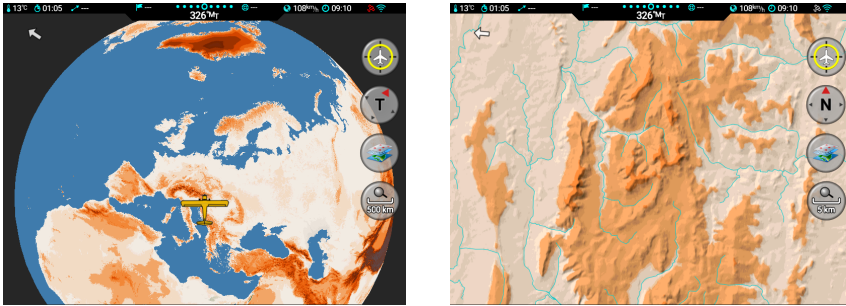 13°C 01:05 --- --- --- 108km/h 09:10
326°MT
T
500 km
13°C 01:05 --- --- --- 108km/h 09:10
326°MT
N
5 km